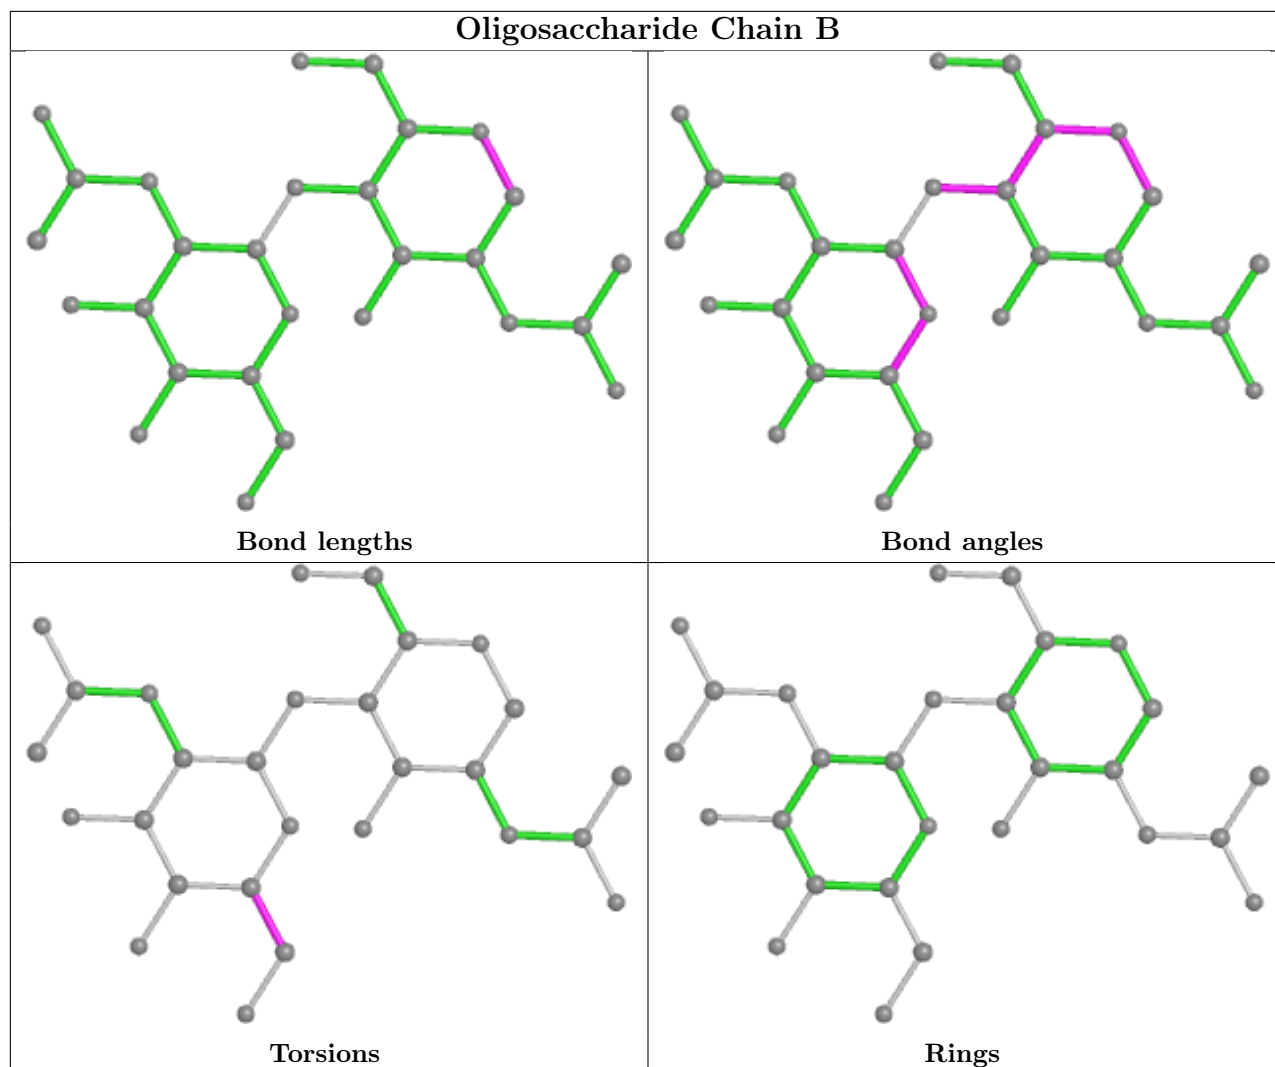 Oligosaccharide Chain B
Bond lengths
Bond angles
Torsions
Rings